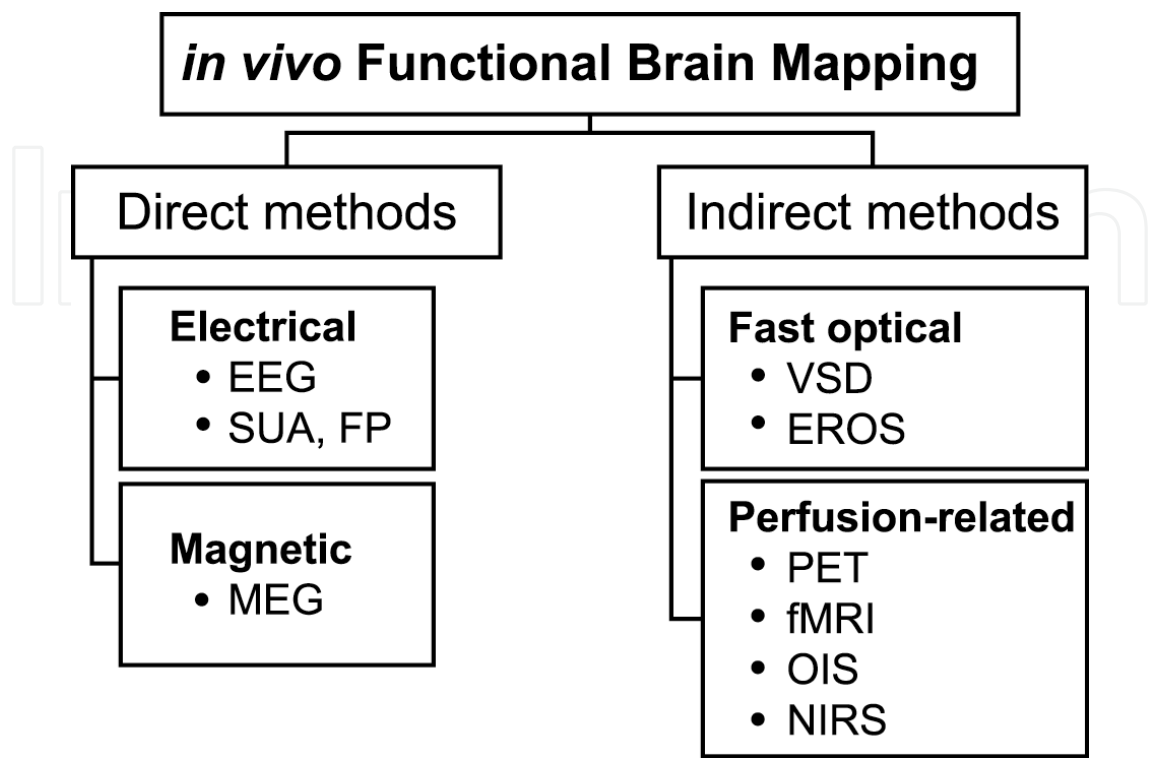 in vivo Functional Brain Mapping
Direct methods
Electrical
• EEG
• SUA, FP
Magnetic
• MEG
Indirect methods
Fast optical
• VSD
• EROS
Perfusion-related
• PET
• fMRI
• OIS
• NIRS